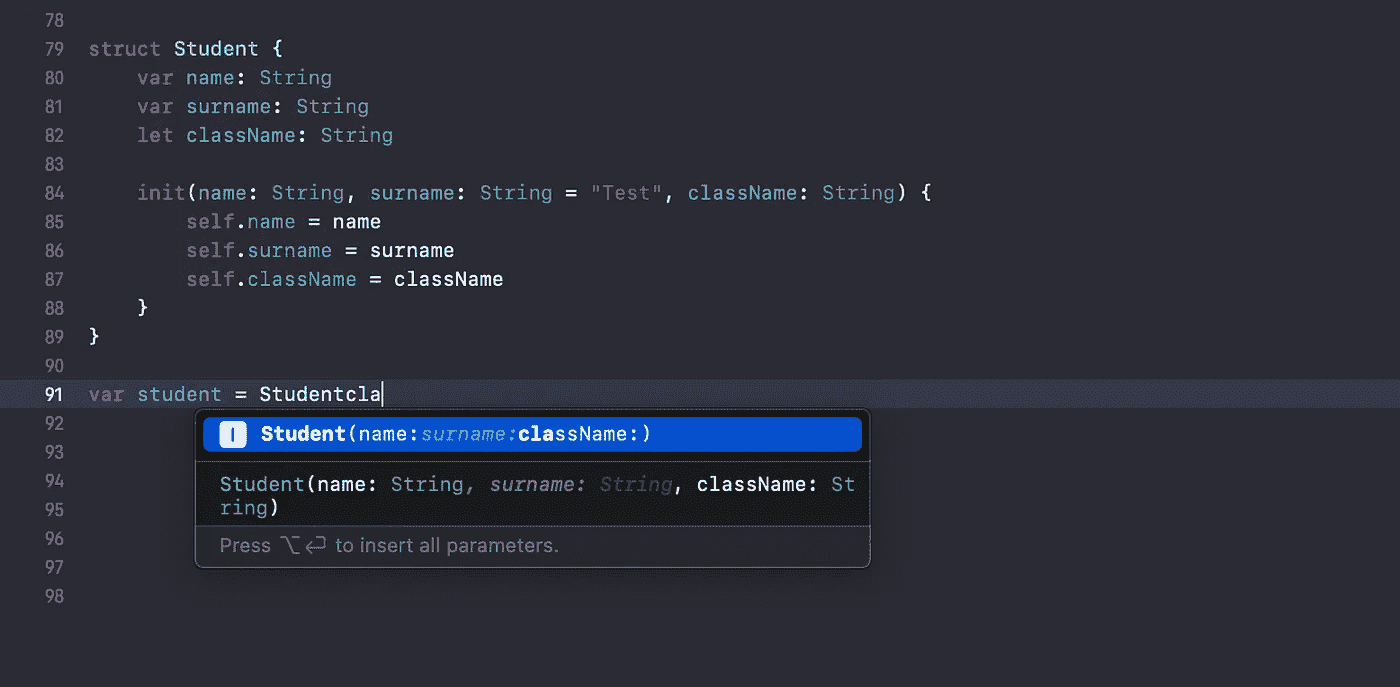 78
79 struct Student {
80 var name: String
81 var surname: String
82 let className: String
83
84 init(name: String, surname: String = "Test", className: String) {
85 self.name = name
86 self.surname = surname
87 self.className = className
88 }
89 }
90
91 var student = Studentcla
92
I Student(name:surname:className:)
93
94
Student(name: String, surname: String, className: St
95
ring)
96
Press ⌥⏎ to insert all parameters.
97
98